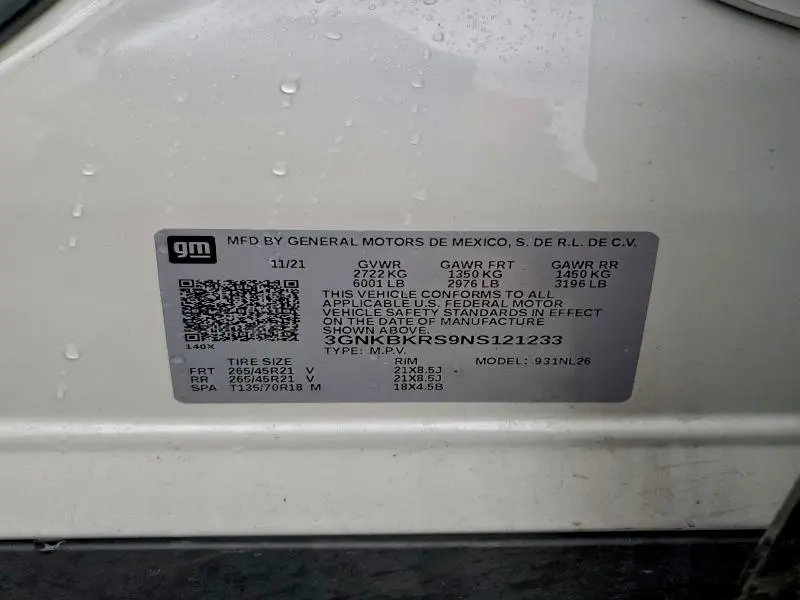 gm MFD BY GENERAL MOTORS DE MEXICO, S. DE R.L. DE C.V.
11/21 GVWR GAWR FRT GAWR RR
2722 KG 1350 KG 1450 KG
6001 LB 2976 LB 3196 LB
THIS VEHICLE CONFORMS TO ALL
APPLICABLE U.S. FEDERAL MOTOR
VEHICLE SAFETY STANDARDS IN EFFECT
ON THE DATE OF MANUFACTURE
SHOWN ABOVE.
3GNKBKRS9NS121233
140X
TYPE: M.P.V. MODEL: 931NL26
TIRE SIZE RIM
FRT 265/45R21 V 21X8.5J
RR 265/45R21 V 21X8.5J
SPA T135/70R18 M 18X4.5B